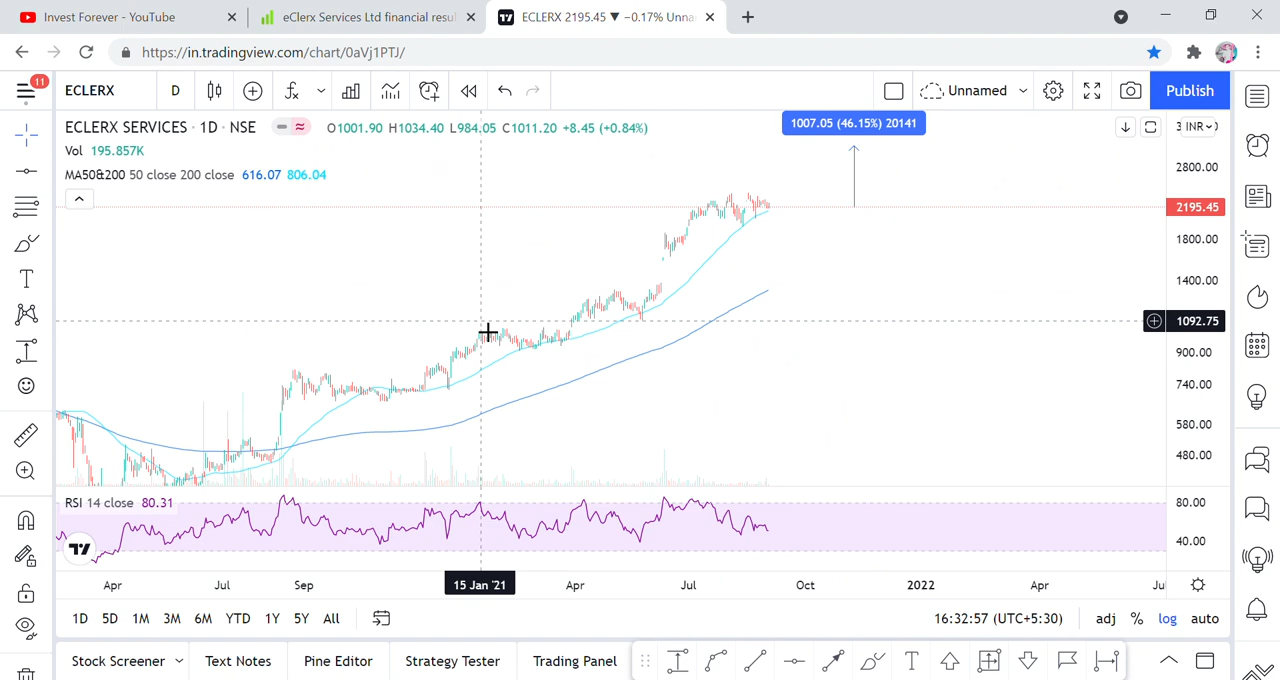 Invest Forever - YouTube
eClerx Services Ltd financial resul
ECLERX 2195.45 ▼ −0.17% Unna
https://in.tradingview.com/chart/0aVj1PTJ/
11
ECLERX D Unnamed Publish
ECLERX SERVICES · 1D · NSE O1001.90 H1034.40 L984.05 C1011.20 +8.45 (+0.84%)
1007.05 (46.15%) 20141
INR
Vol 195.857K
MA50&200 50 close 200 close 616.07 806.04
2800.00
2195.45
1800.00
1400.00
1092.75
900.00
740.00
580.00
480.00
RSI 14 close 80.31
80.00
40.00
Apr Jul Sep 15 Jan '21 Apr Jul Oct 2022 Apr Ju
1D 5D 1M 3M 6M YTD 1Y 5Y All 16:32:57 (UTC+5:30) adj % log auto
Stock Screener Text Notes Pine Editor Strategy Tester Trading Panel